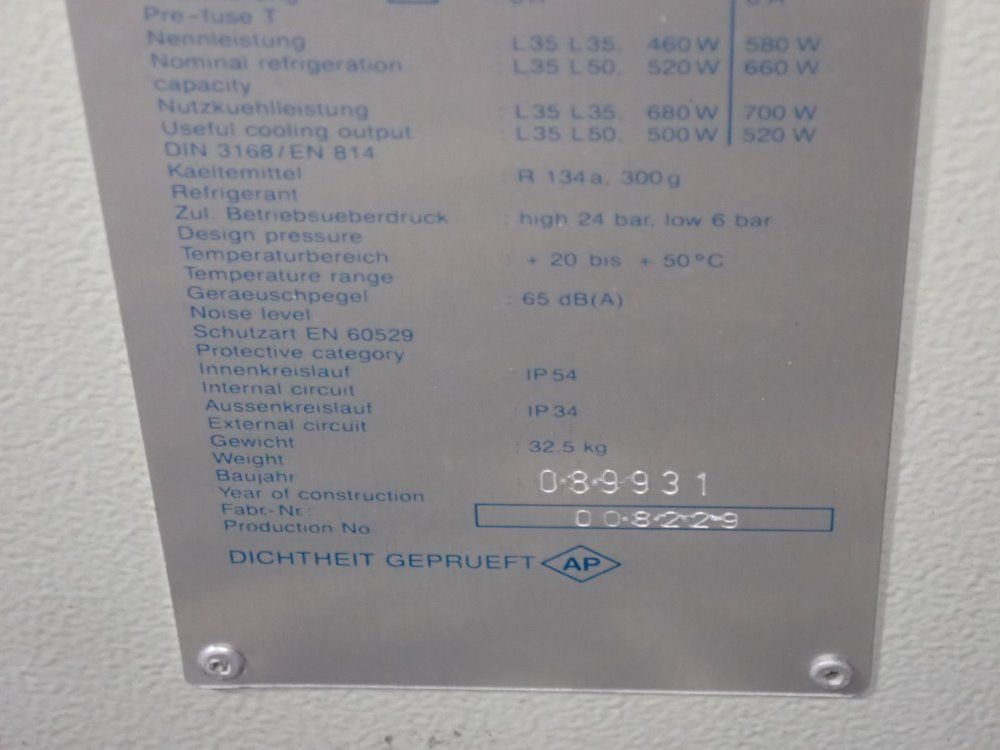 Pre-fuse T
Nennleistung : L35 L35, 460 W 580 W
Nominal refrigeration : L35 L50, 520 W 660 W
capacity
Nutzkuehlleistung : L35 L35, 680 W 700 W
Useful cooling output : L35 L50, 500 W 520 W
DIN 3168/EN 814
Kaeltemittel : R 134a, 300g
Refrigerant
Zul. Betriebsueberdruck : high 24 bar, low 6 bar
Design pressure
Temperaturbereich : + 20 bis + 50°C
Temperature range
Geraeuschpegel : 65 dB(A)
Noise level
Schutzart EN 60529
Protective category
Innenkreislauf : IP 54
Internal circuit
Aussenkreislauf : IP 34
External circuit
Gewicht : 32.5 kg
Weight
Baujahr 089931
Year of construction
Fabr.-Nr.: 008229
Production No
DICHTHEIT GEPRUEFT AP